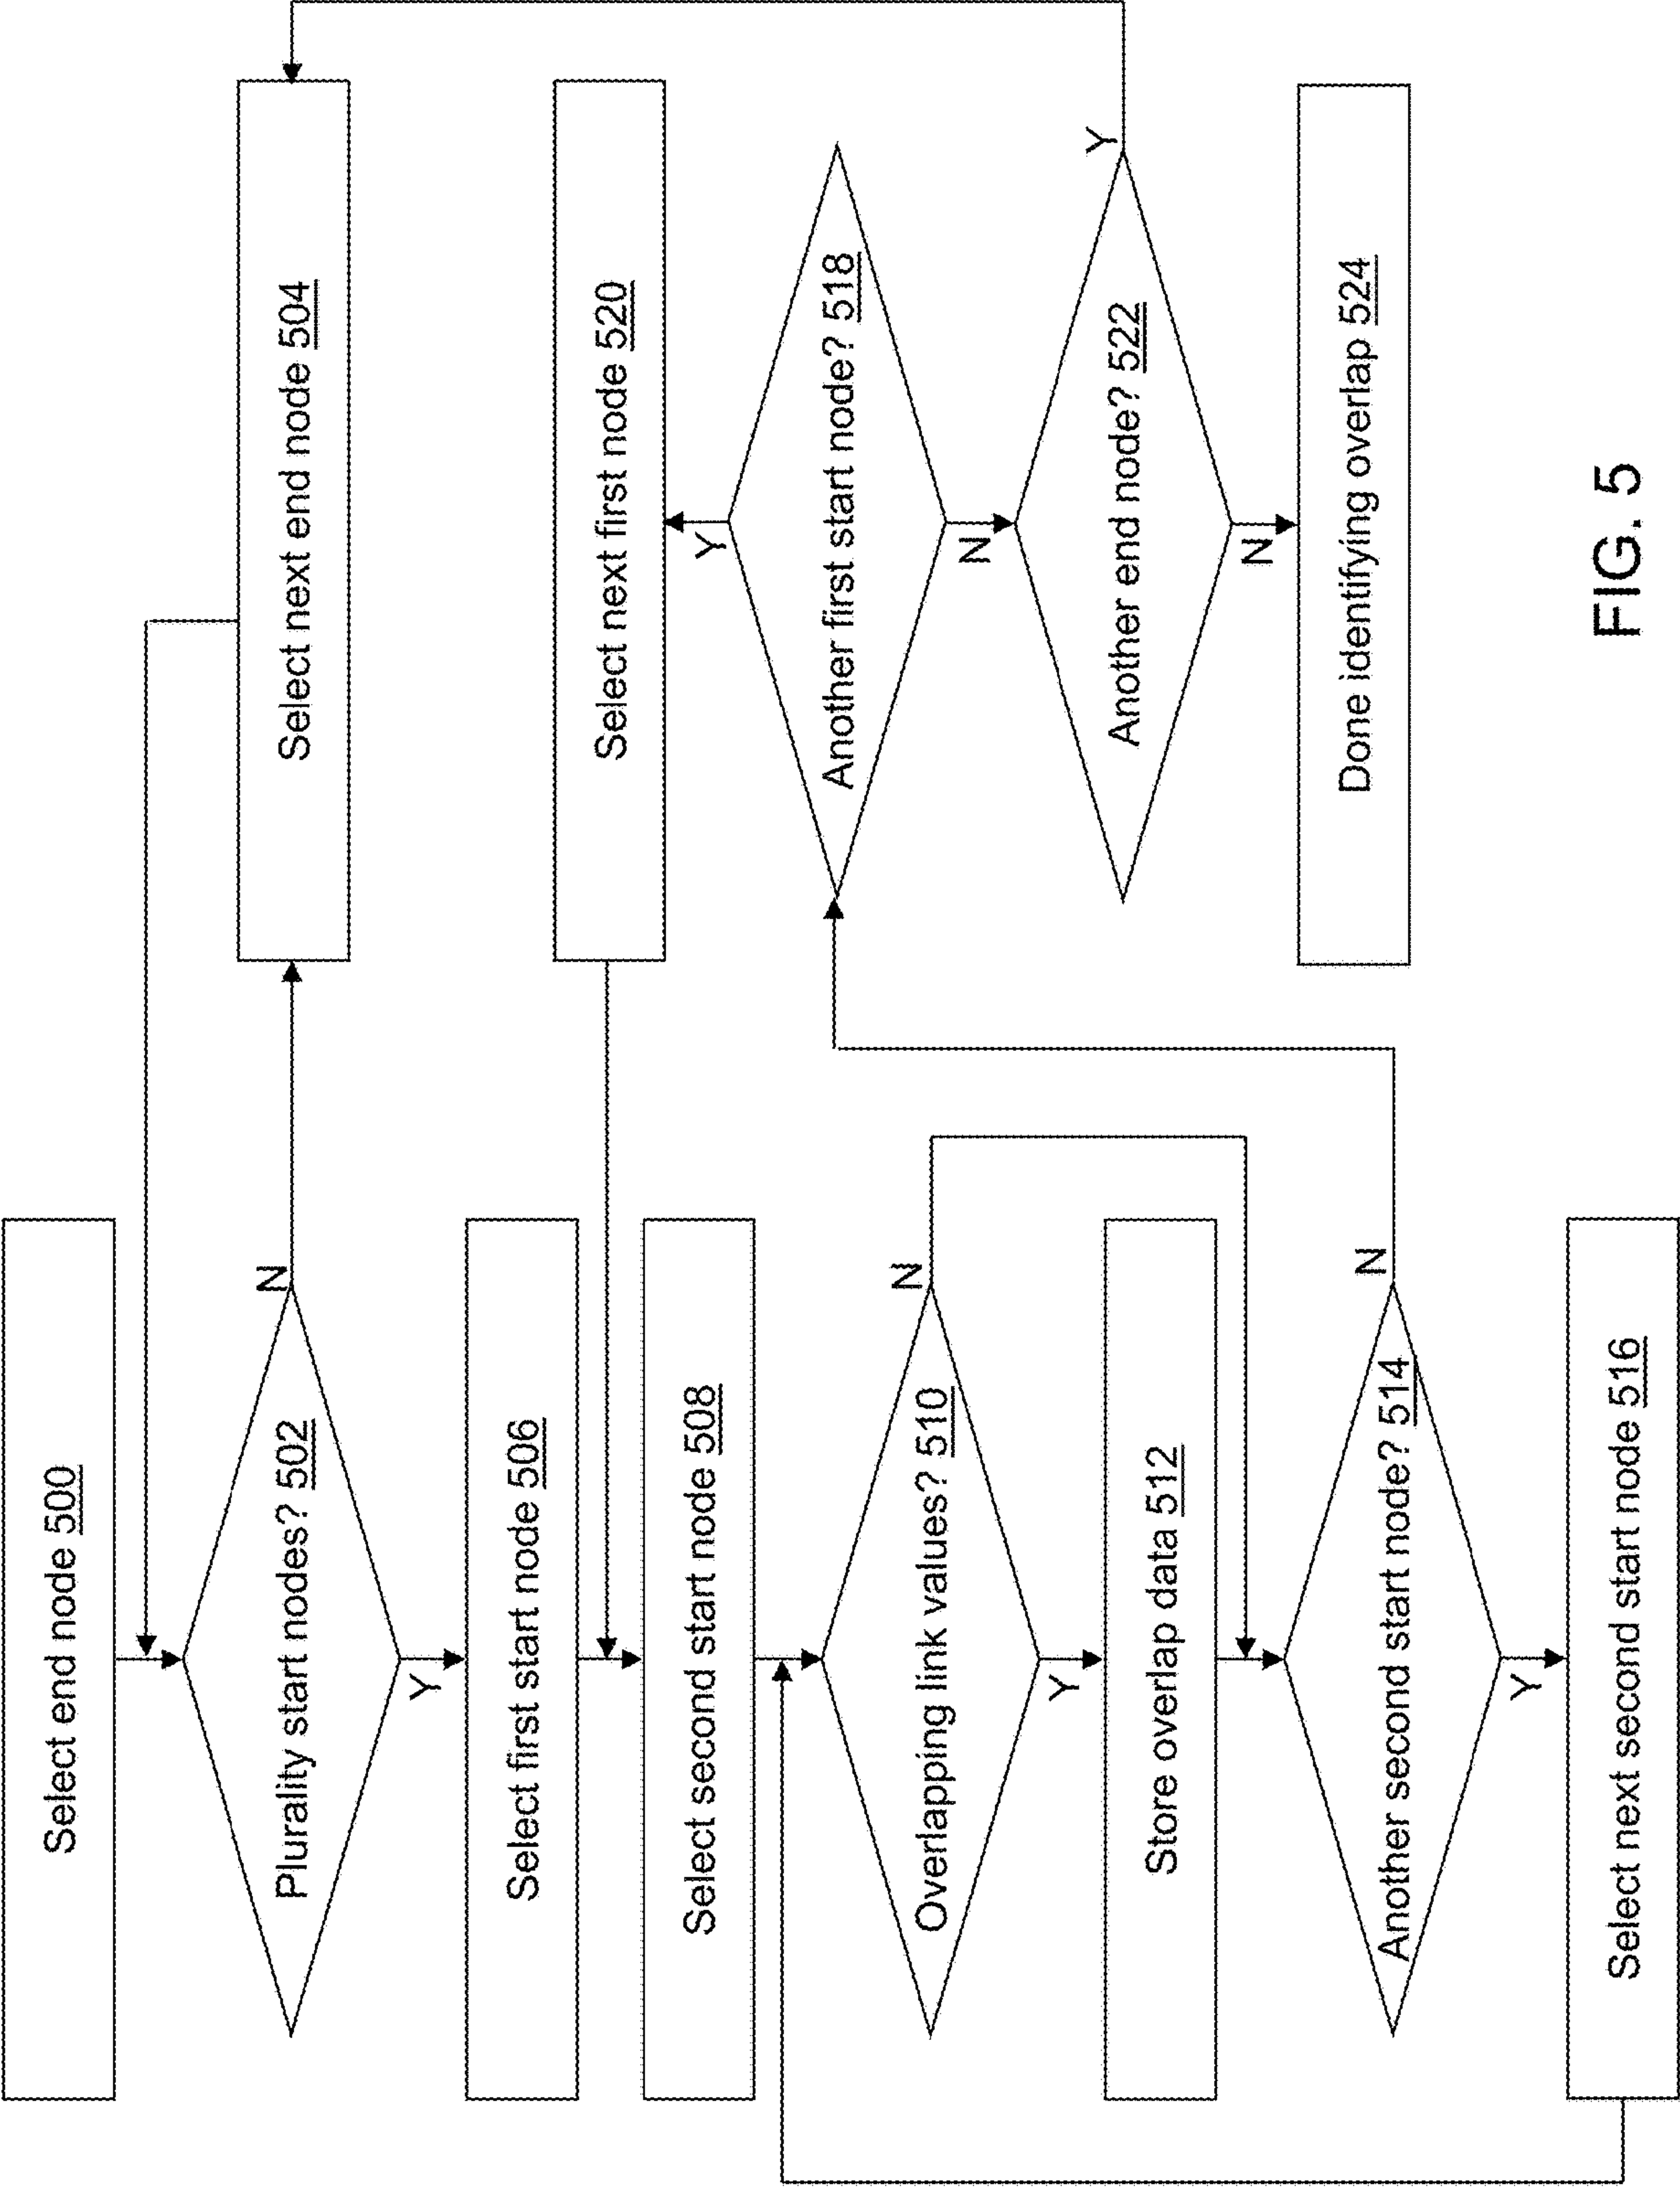 Select end node 500
Plurality start nodes? 502
N
Y
Select next end node 504
Select first start node 506
Select second start node 508
Overlapping link values? 510
N
Y
Store overlap data 512
Another second start node? 514
N
Y
Select next second start node 516
Select next first node 520
Y
Another first start node? 518
N
Another end node? 522
Y
N
Done identifying overlap 524
FIG. 5